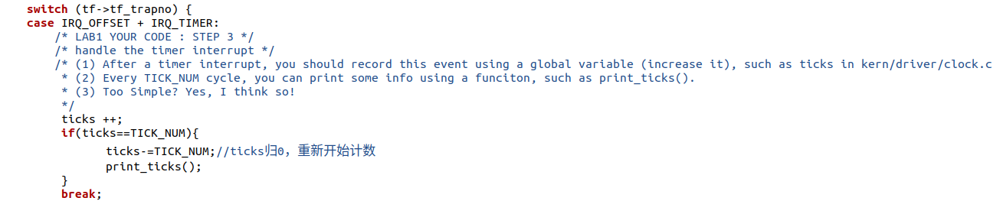 switch (tf->tf_trapno) {
case IRQ_OFFSET + IRQ_TIMER:
/* LAB1 YOUR CODE : STEP 3 */
/* handle the timer interrupt */
/* (1) After a timer interrupt, you should record this event using a global variable (increase it), such as ticks in kern/driver/clock.c
* (2) Every TICK_NUM cycle, you can print some info using a funciton, such as print_ticks().
* (3) Too Simple? Yes, I think so!
*/
ticks ++;
if(ticks==TICK_NUM){
ticks-=TICK_NUM;//ticks归0，重新开始计数
print_ticks();
}
break;